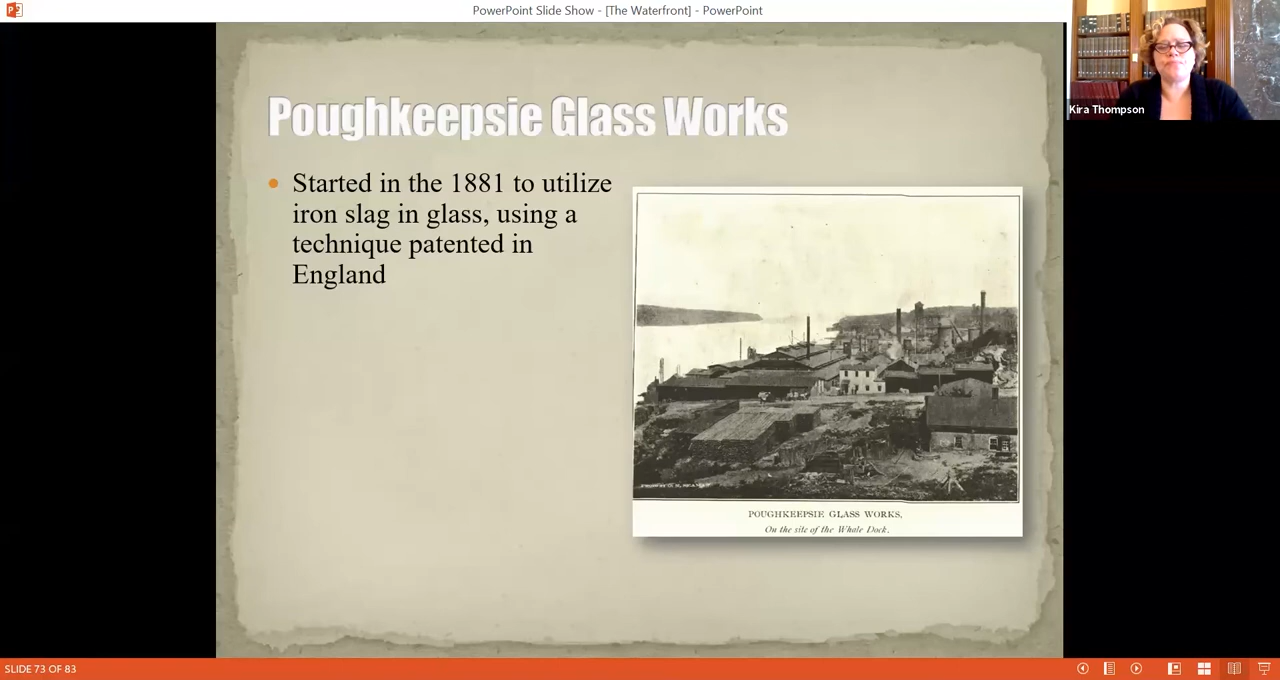 PowerPoint Slide Show - [The Waterfront] - PowerPoint
Kira Thompson
Poughkeepsie Glass Works
Started in the 1881 to utilize
iron slag in glass, using a
technique patented in
England
POUGHKEEPSIE GLASS WORKS,
On the site of the Whale Dock.
SLIDE 73 OF 83